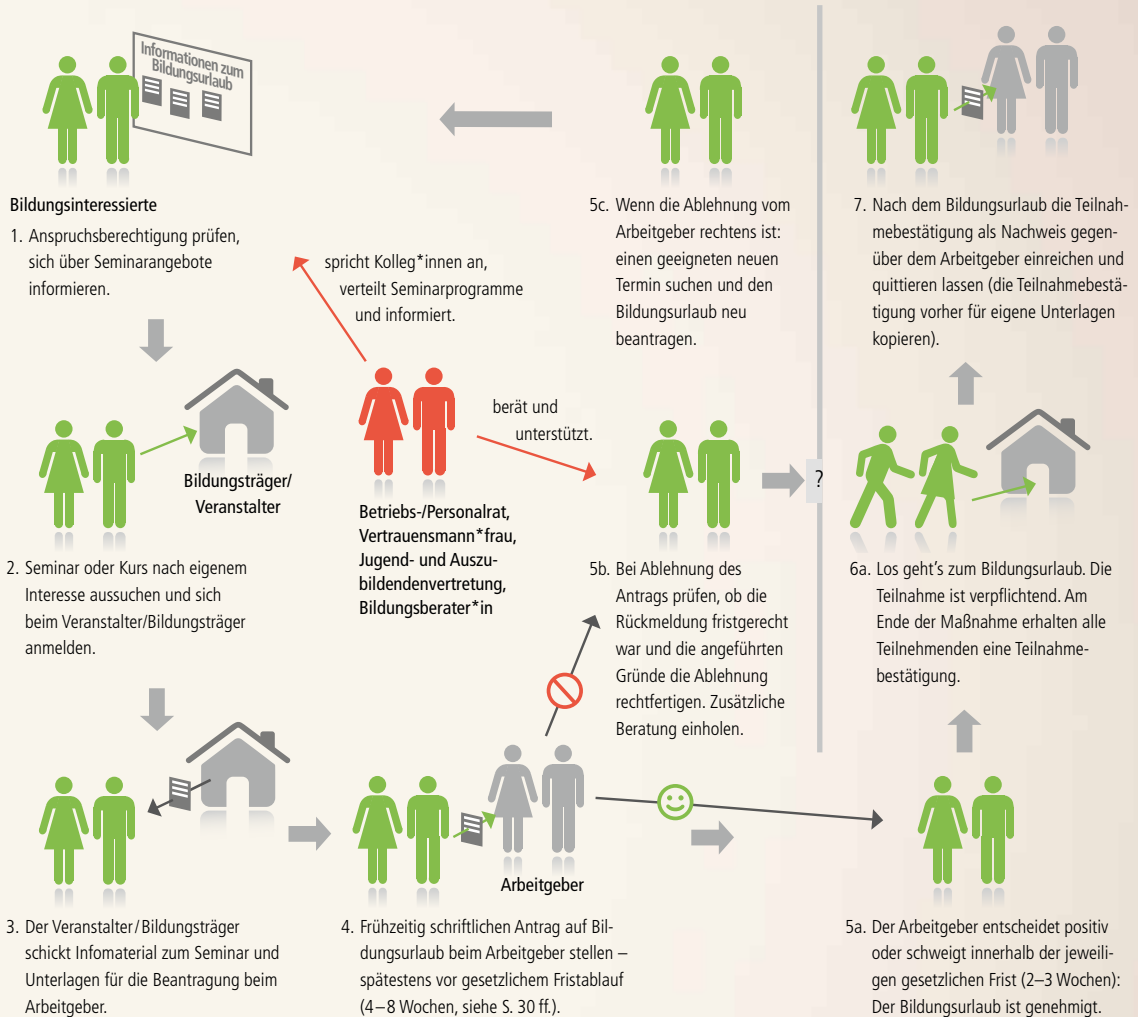 Informationen zum
Bildungsurlaub
Bildungsinteressierte
1. Anspruchsberechtigung prüfen,
sich über Seminarangebote
informieren.
Bildungsträger/
Veranstalter
2. Seminar oder Kurs nach eigenem
Interesse aussuchen und sich
beim Veranstalter/Bildungsträger
anmelden.
3. Der Veranstalter/Bildungsträger
schickt Infomaterial zum Seminar und
Unterlagen für die Beantragung beim
Arbeitgeber.
spricht Kolleg*innen an,
verteilt Seminarprogramme
und informiert.
berät und
unterstützt.
Betriebs-/Personalrat,
Vertrauensmann*frau,
Jugend- und Auszu-
bildendenvertretung,
Bildungsberater*in
Arbeitgeber
4. Frühzeitig schriftlichen Antrag auf Bil-
dungsurlaub beim Arbeitgeber stellen –
spätestens vor gesetzlichem Fristablauf
(4–8 Wochen, siehe S. 30 ff.).
5c. Wenn die Ablehnung vom
Arbeitgeber rechtens ist:
einen geeigneten neuen
Termin suchen und den
Bildungsurlaub neu
beantragen.
?
5b. Bei Ablehnung des
Antrags prüfen, ob die
Rückmeldung fristgerecht
war und die angeführten
Gründe die Ablehnung
rechtfertigen. Zusätzliche
Beratung einholen.
7. Nach dem Bildungsurlaub die Teilnah-
mebestätigung als Nachweis gegen-
über dem Arbeitgeber einreichen und
quittieren lassen (die Teilnahmebestä-
tigung vorher für eigene Unterlagen
kopieren).
6a. Los geht's zum Bildungsurlaub. Die
Teilnahme ist verpflichtend. Am
Ende der Maßnahme erhalten alle
Teilnehmenden eine Teilnahme-
bestätigung.
5a. Der Arbeitgeber entscheidet positiv
oder schweigt innerhalb der jeweili-
gen gesetzlichen Frist (2–3 Wochen):
Der Bildungsurlaub ist genehmigt.